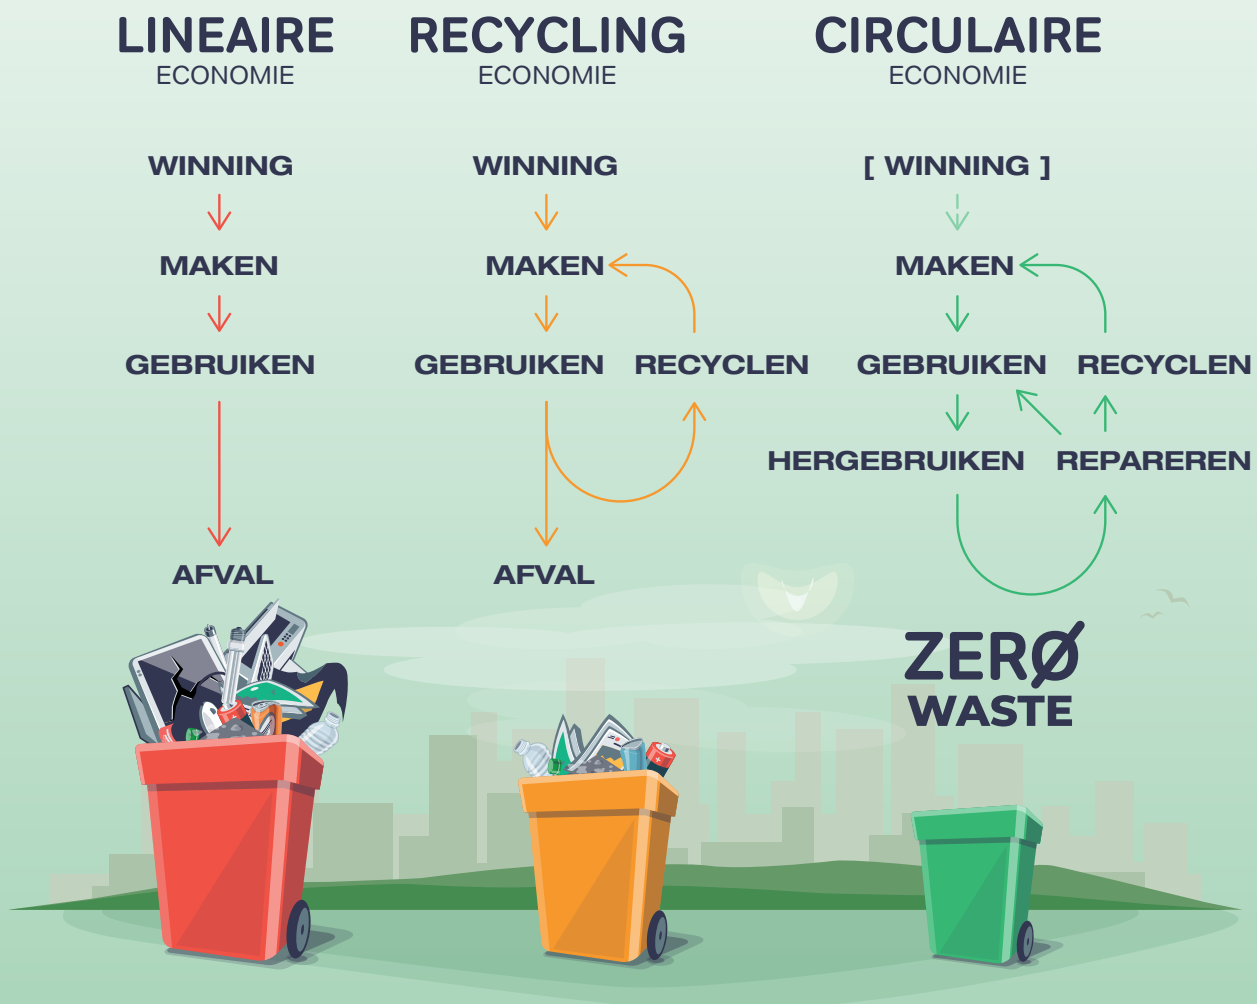 LINEAIRE
ECONOMIE
WINNING
MAKEN
GEBRUIKEN
AFVAL
RECYCLING
ECONOMIE
WINNING
MAKEN
GEBRUIKEN RECYCLEN
AFVAL
CIRCULAIRE
ECONOMIE
[ WINNING ]
MAKEN
GEBRUIKEN RECYCLEN
HERGEBRUIKEN REPAREREN
ZERØ
WASTE